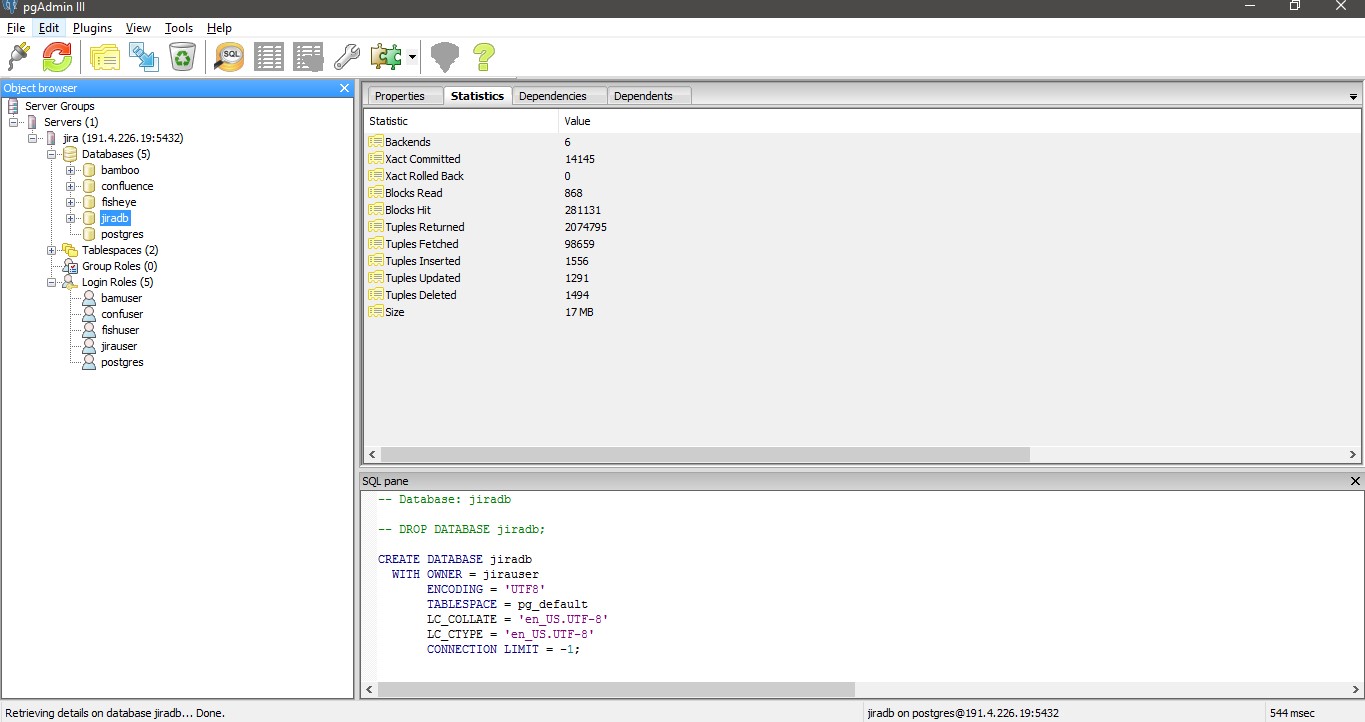 pgAdmin III
File Edit Plugins View Tools Help
SQL
Object browser
Server Groups
Servers (1)
jira (191.4.226.19:5432)
Databases (5)
bamboo
confluence
fisheye
jiradb
postgres
Tablespaces (2)
Group Roles (0)
Login Roles (5)
bamuser
confuser
fishuser
jirauser
postgres
Properties Statistics Dependencies Dependents
Statistic Value
Backends 6
Xact Committed 14145
Xact Rolled Back 0
Blocks Read 868
Blocks Hit 281131
Tuples Returned 2074795
Tuples Fetched 98659
Tuples Inserted 1556
Tuples Updated 1291
Tuples Deleted 1494
Size 17 MB
SQL pane
-- Database: jiradb
-- DROP DATABASE jiradb;
CREATE DATABASE jiradb
WITH OWNER = jirauser
ENCODING = 'UTF8'
TABLESPACE = pg_default
LC_COLLATE = 'en_US.UTF-8'
LC_CTYPE = 'en_US.UTF-8'
CONNECTION LIMIT = -1;
Retrieving details on database jiradb... Done. jiradb on postgres@191.4.226.19:5432 544 msec